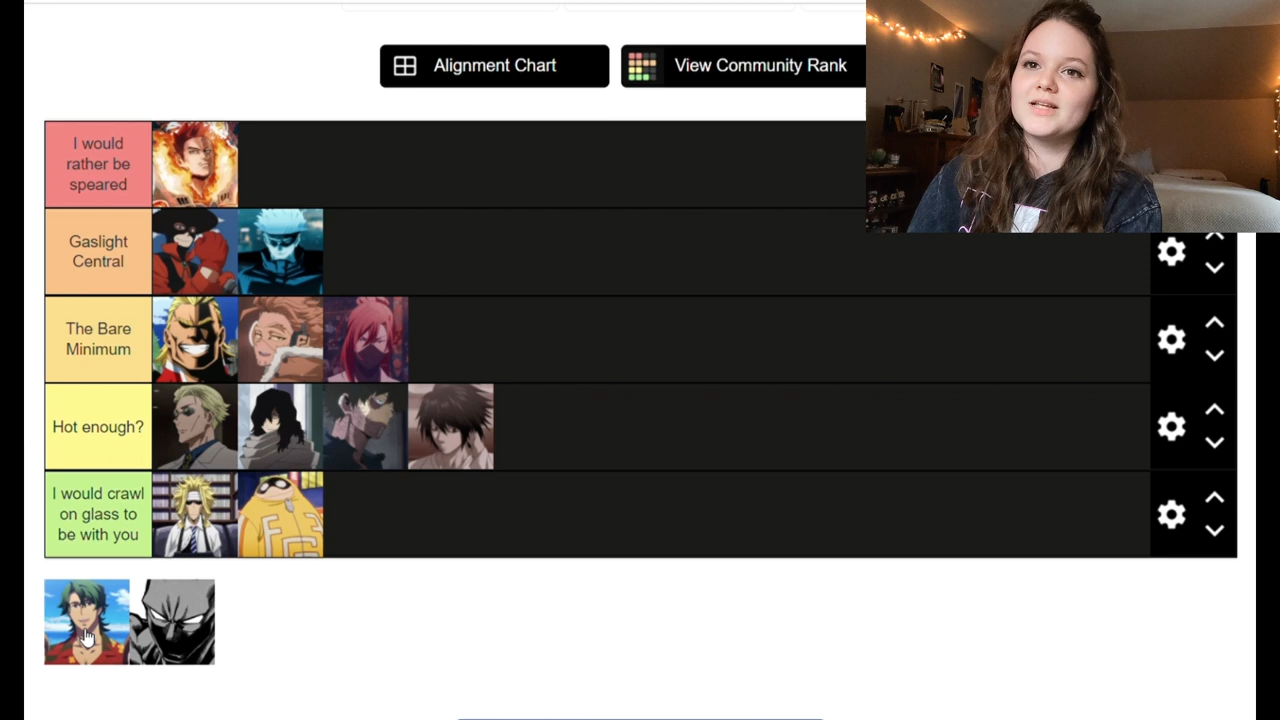 Alignment Chart
View Community Rank
I would
rather be
speared
Gaslight
Central
The Bare
Minimum
Hot enough?
I would crawl
on glass to
be with you